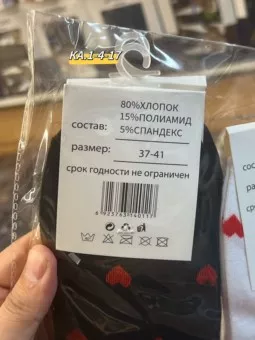 КА.1-4-17
80%ХЛОПОК
15%ПОЛИАМИД
состав: 5%СПАНДЕКС
размер: 37-41
срок годности не ограничен